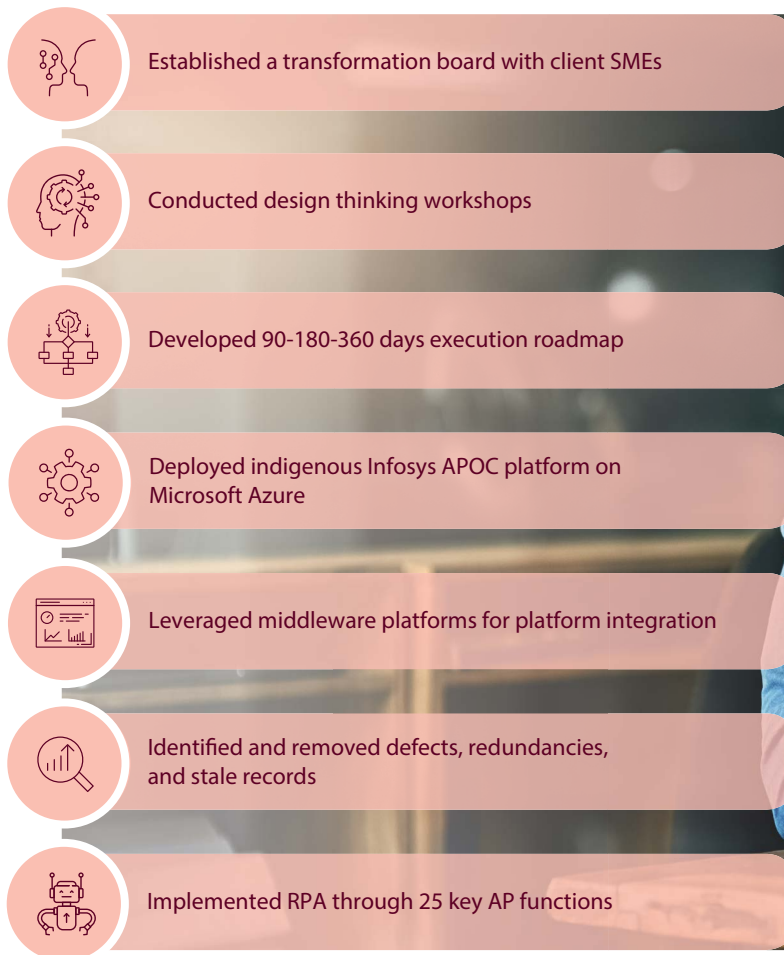 Established a transformation board with client SMEs
Conducted design thinking workshops
Developed 90-180-360 days execution roadmap
Deployed indigenous Infosys APOC platform on
Microsoft Azure
Leveraged middleware platforms for platform integration
Identified and removed defects, redundancies,
and stale records
Implemented RPA through 25 key AP functions